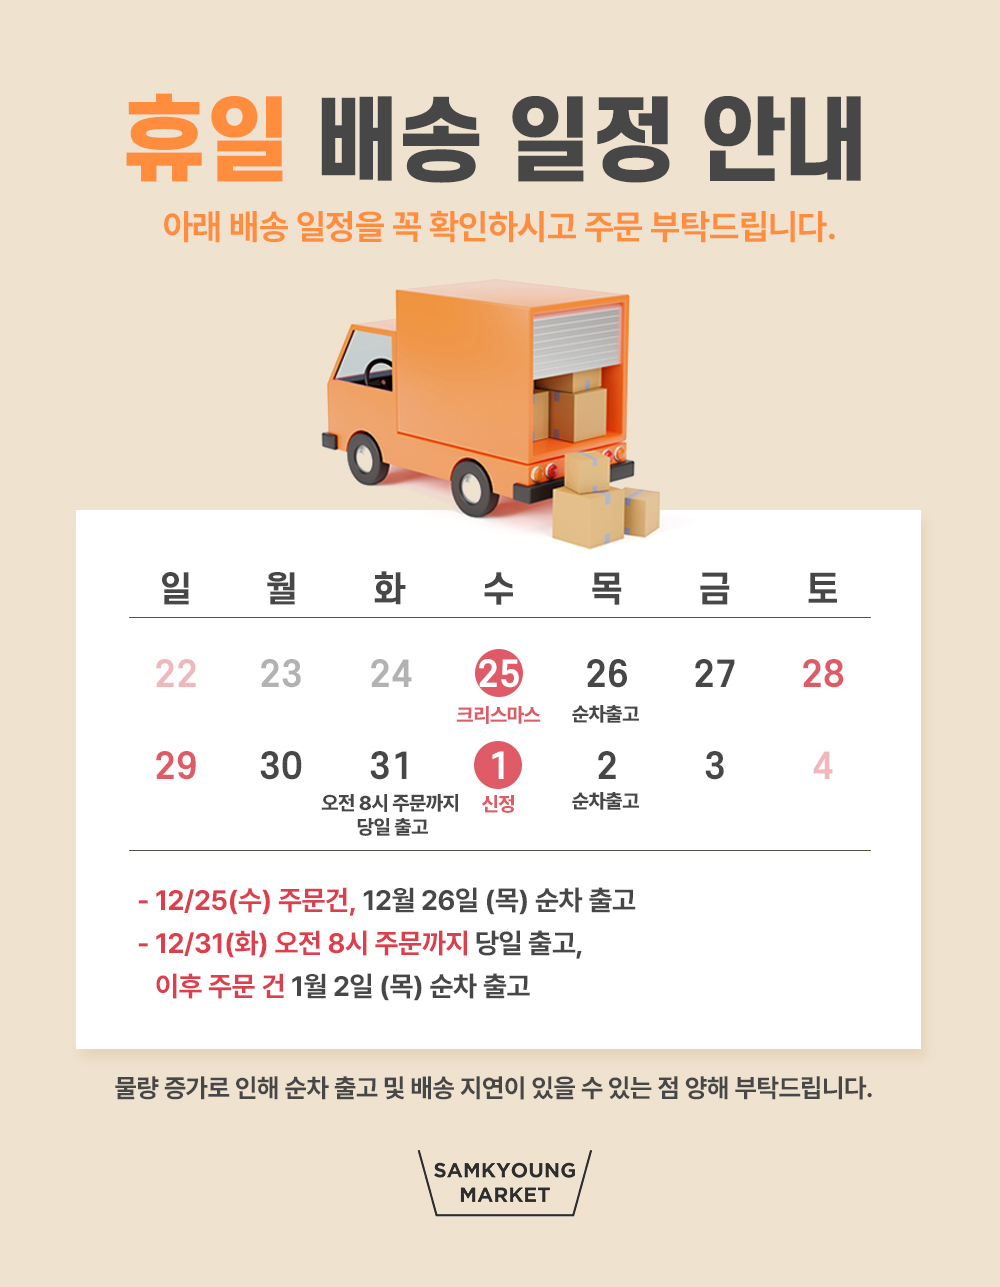 휴일 배송 일정 안내
아래 배송 일정을 꼭 확인하시고 주문 부탁드립니다.
일 월 화 수 목 금 토
22 23 24 25 26 27 28
크리스마스 순차출고
29 30 31 1 2 3 4
오전 8시 주문까지 신정 순차출고
당일 출고
- 12/25(수) 주문건, 12월 26일 (목) 순차 출고
- 12/31(화) 오전 8시 주문까지 당일 출고,
이후 주문 건 1월 2일 (목) 순차 출고
물량 증가로 인해 순차 출고 및 배송 지연이 있을 수 있는 점 양해 부탁드립니다.
SAMKYOUNG
MARKET